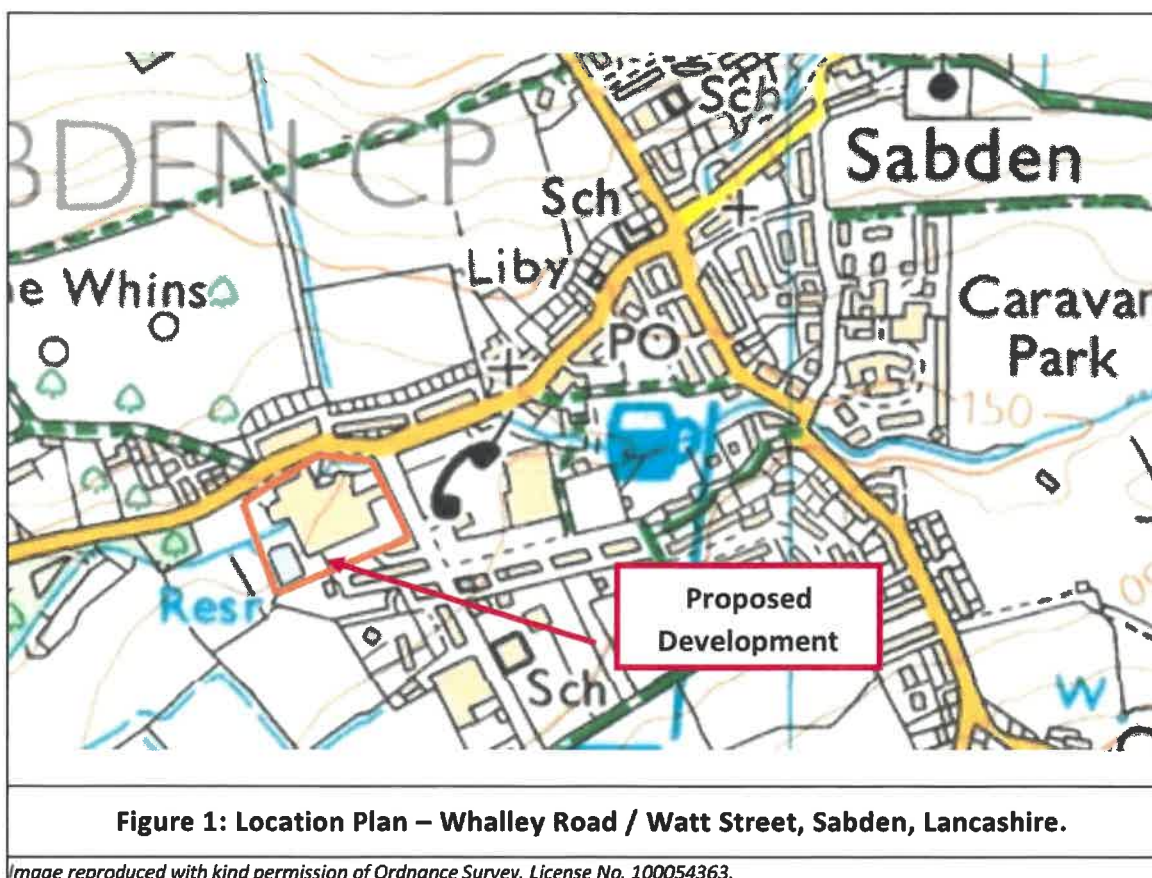 Sch
BDEN CP
Sabden
Sch
Liby
e Whins
Caravan
Park
PO
150
Resr
Proposed
Development
Sch
W
Figure 1: Location Plan – Whalley Road / Watt Street, Sabden, Lancashire.
Image reproduced with kind permission of Ordnance Survey. License No. 100054363.